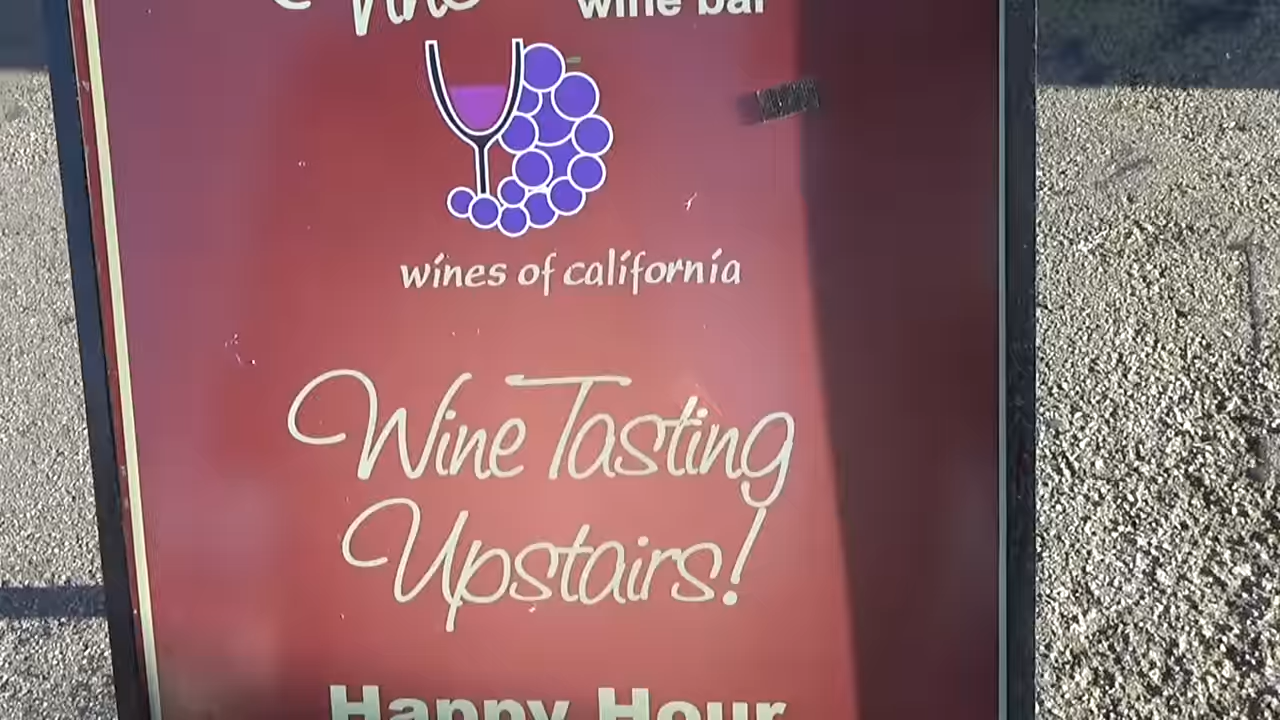 wine bar
wines of california
Wine Tasting
Upstairs!
Happy Hour